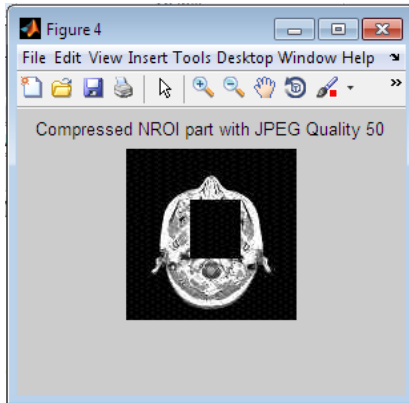 Figure 4
File Edit View Insert Tools Desktop Window Help
Compressed NROI part with JPEG Quality 50